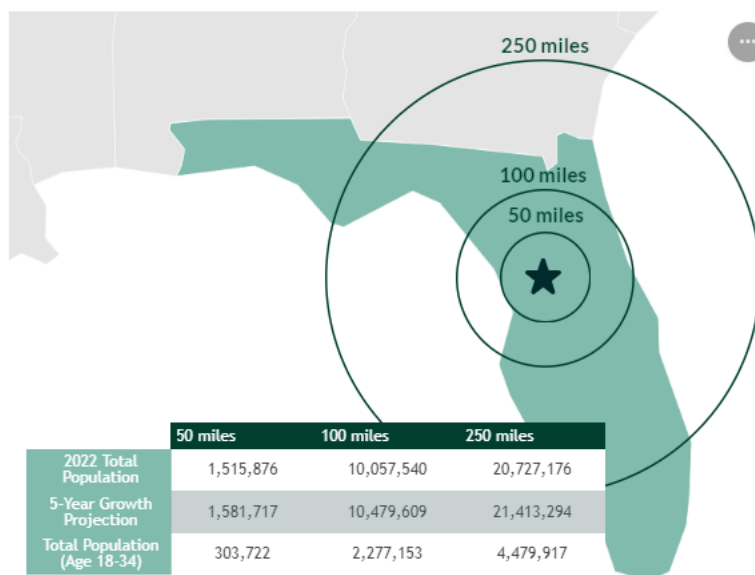 250 miles
100 miles
50 miles
50 miles 100 miles 250 miles
2022 Total
Population
1,515,876 10,057,540 20,727,176
5-Year Growth
Projection
1,581,717 10,479,609 21,413,294
Total Population
(Age 18-34)
303,722 2,277,153 4,479,917